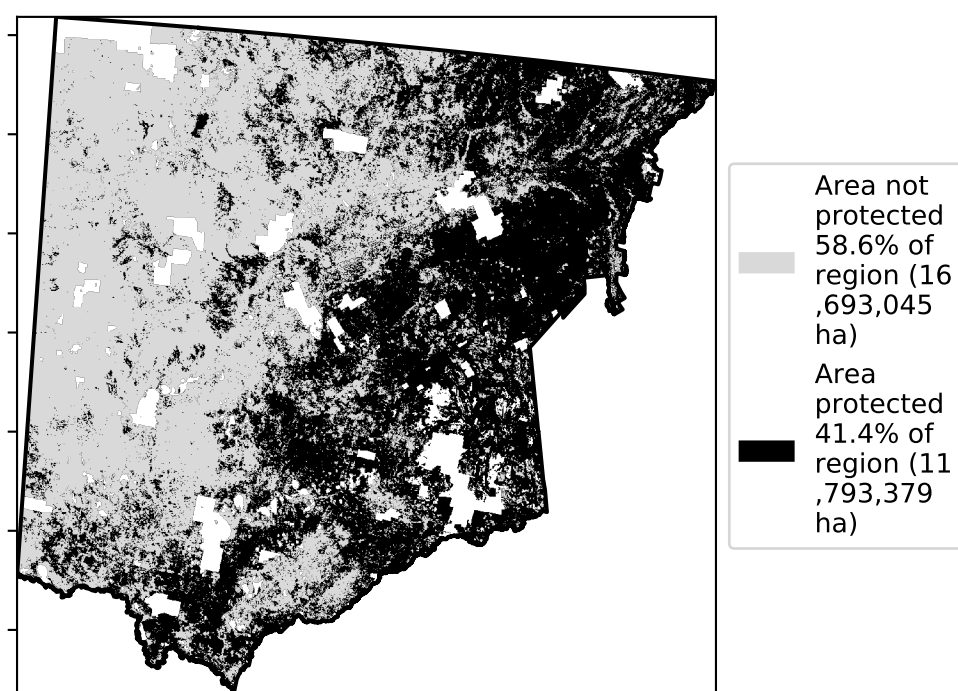 Area not
protected
58.6% of
region (16
,693,045
ha)
Area
protected
41.4% of
region (11
,793,379
ha)